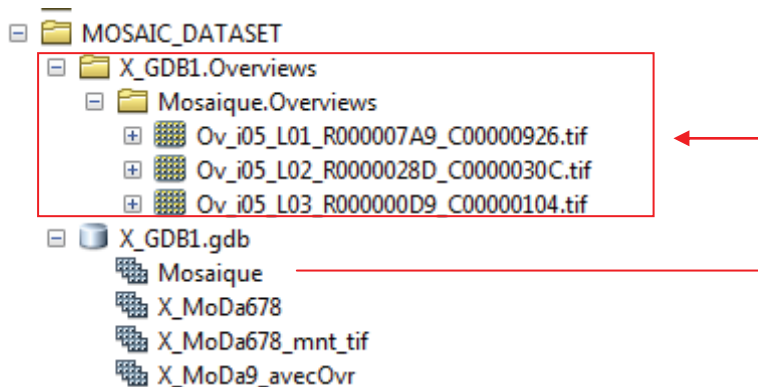 MOSAIC_DATASET
X_GDB1.Overviews
Mosaique.Overviews
Ov_i05_L01_R000007A9_C00000926.tif
Ov_i05_L02_R0000028D_C0000030C.tif
Ov_i05_L03_R000000D9_C00000104.tif
X_GDB1.gdb
Mosaique
X_MoDa678
X_MoDa678_mnt_tif
X_MoDa9_avecOvr